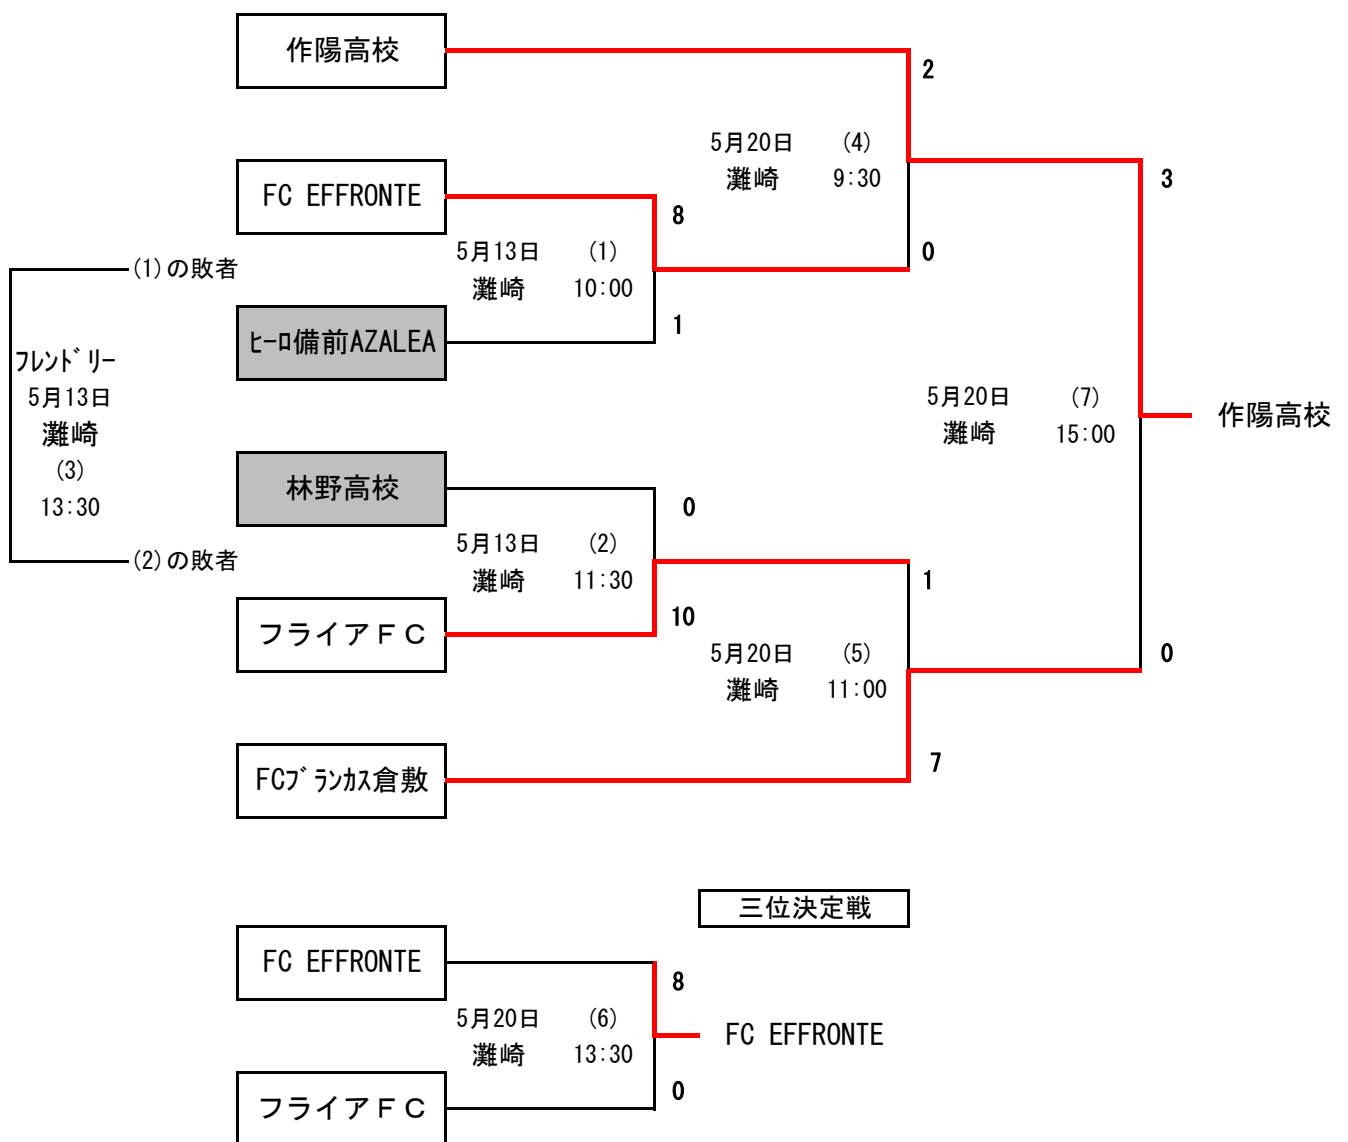 作陽高校
2
5月20日 (4)
灘崎 9:30
3
FC EFFRONTE
8
5月13日 (1)
0
(1)の敗者
灘崎 10:00
1
ﾋｰﾛ備前AZALEA
ﾌﾚﾝﾄﾞﾘｰ
5月13日
灘崎
(3)
13:30
5月20日 (7)
灘崎 15:00
作陽高校
林野高校
0
5月13日 (2)
灘崎 11:30
(2)の敗者
1
10
フライアＦＣ
5月20日 (5)
灘崎 11:00
0
7
FCﾌﾞﾗﾝｶｽ倉敷
三位決定戦
FC EFFRONTE
8
5月20日 (6)
灘崎 13:30
FC EFFRONTE
0
フライアＦＣ